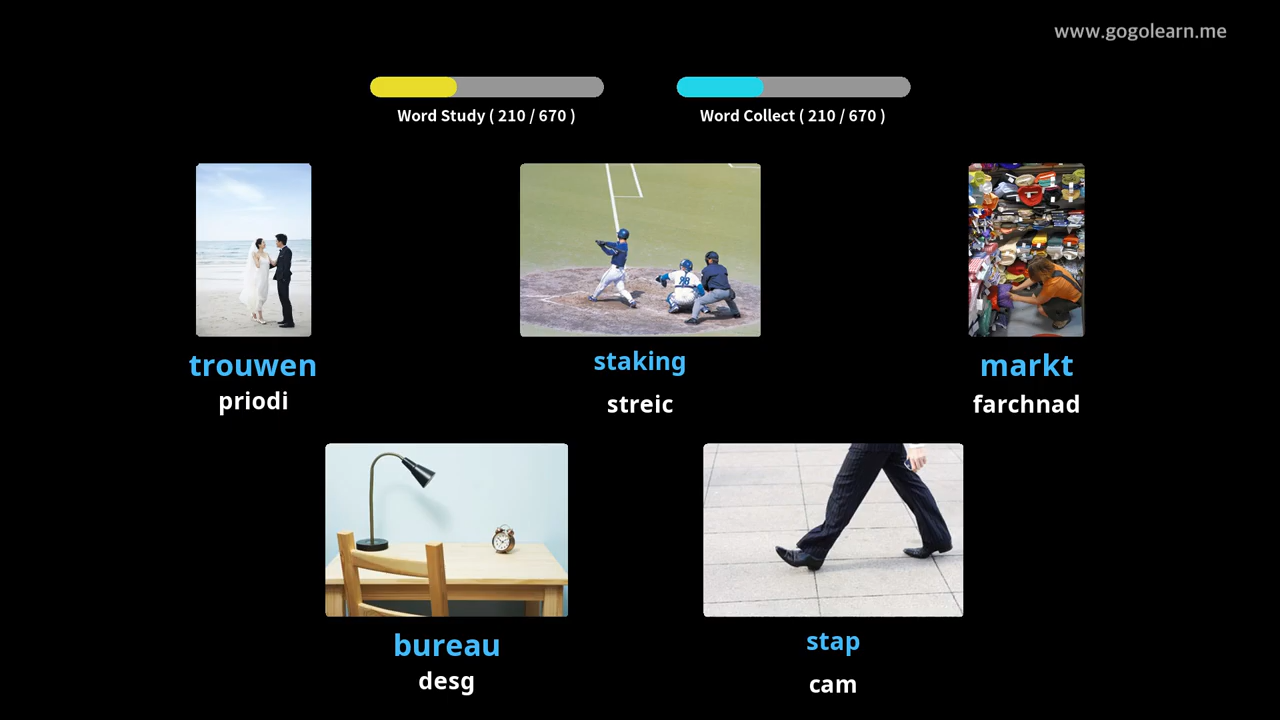 www.gogolearn.me
Word Study ( 210 / 670 )
Word Collect ( 210 / 670 )
trouwen
priodi
staking
streic
markt
farchnad
bureau
desg
stap
cam